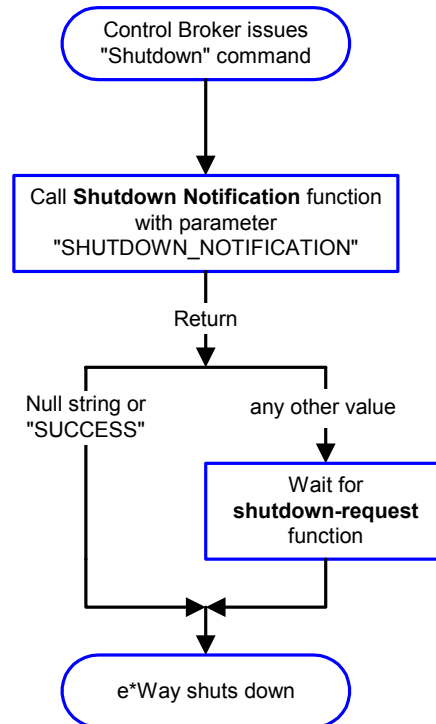 Control Broker issues
"Shutdown" command
Call Shutdown Notification function
with parameter
"SHUTDOWN_NOTIFICATION"
Return
Null string or
"SUCCESS"
any other value
Wait for
shutdown-request
function
e*Way shuts down